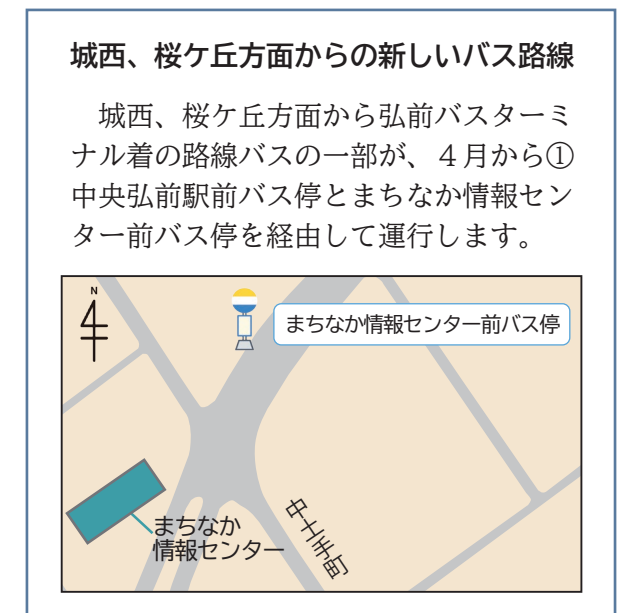 城西、桜ケ丘方面からの新しいバス路線
城西、桜ケ丘方面から弘前バスターミ
ナル着の路線バスの一部が、４月から①
中央弘前駅前バス停とまちなか情報セン
ター前バス停を経由して運行します。
N
まちなか情報センター前バス停
まちなか
情報センター
中土手町